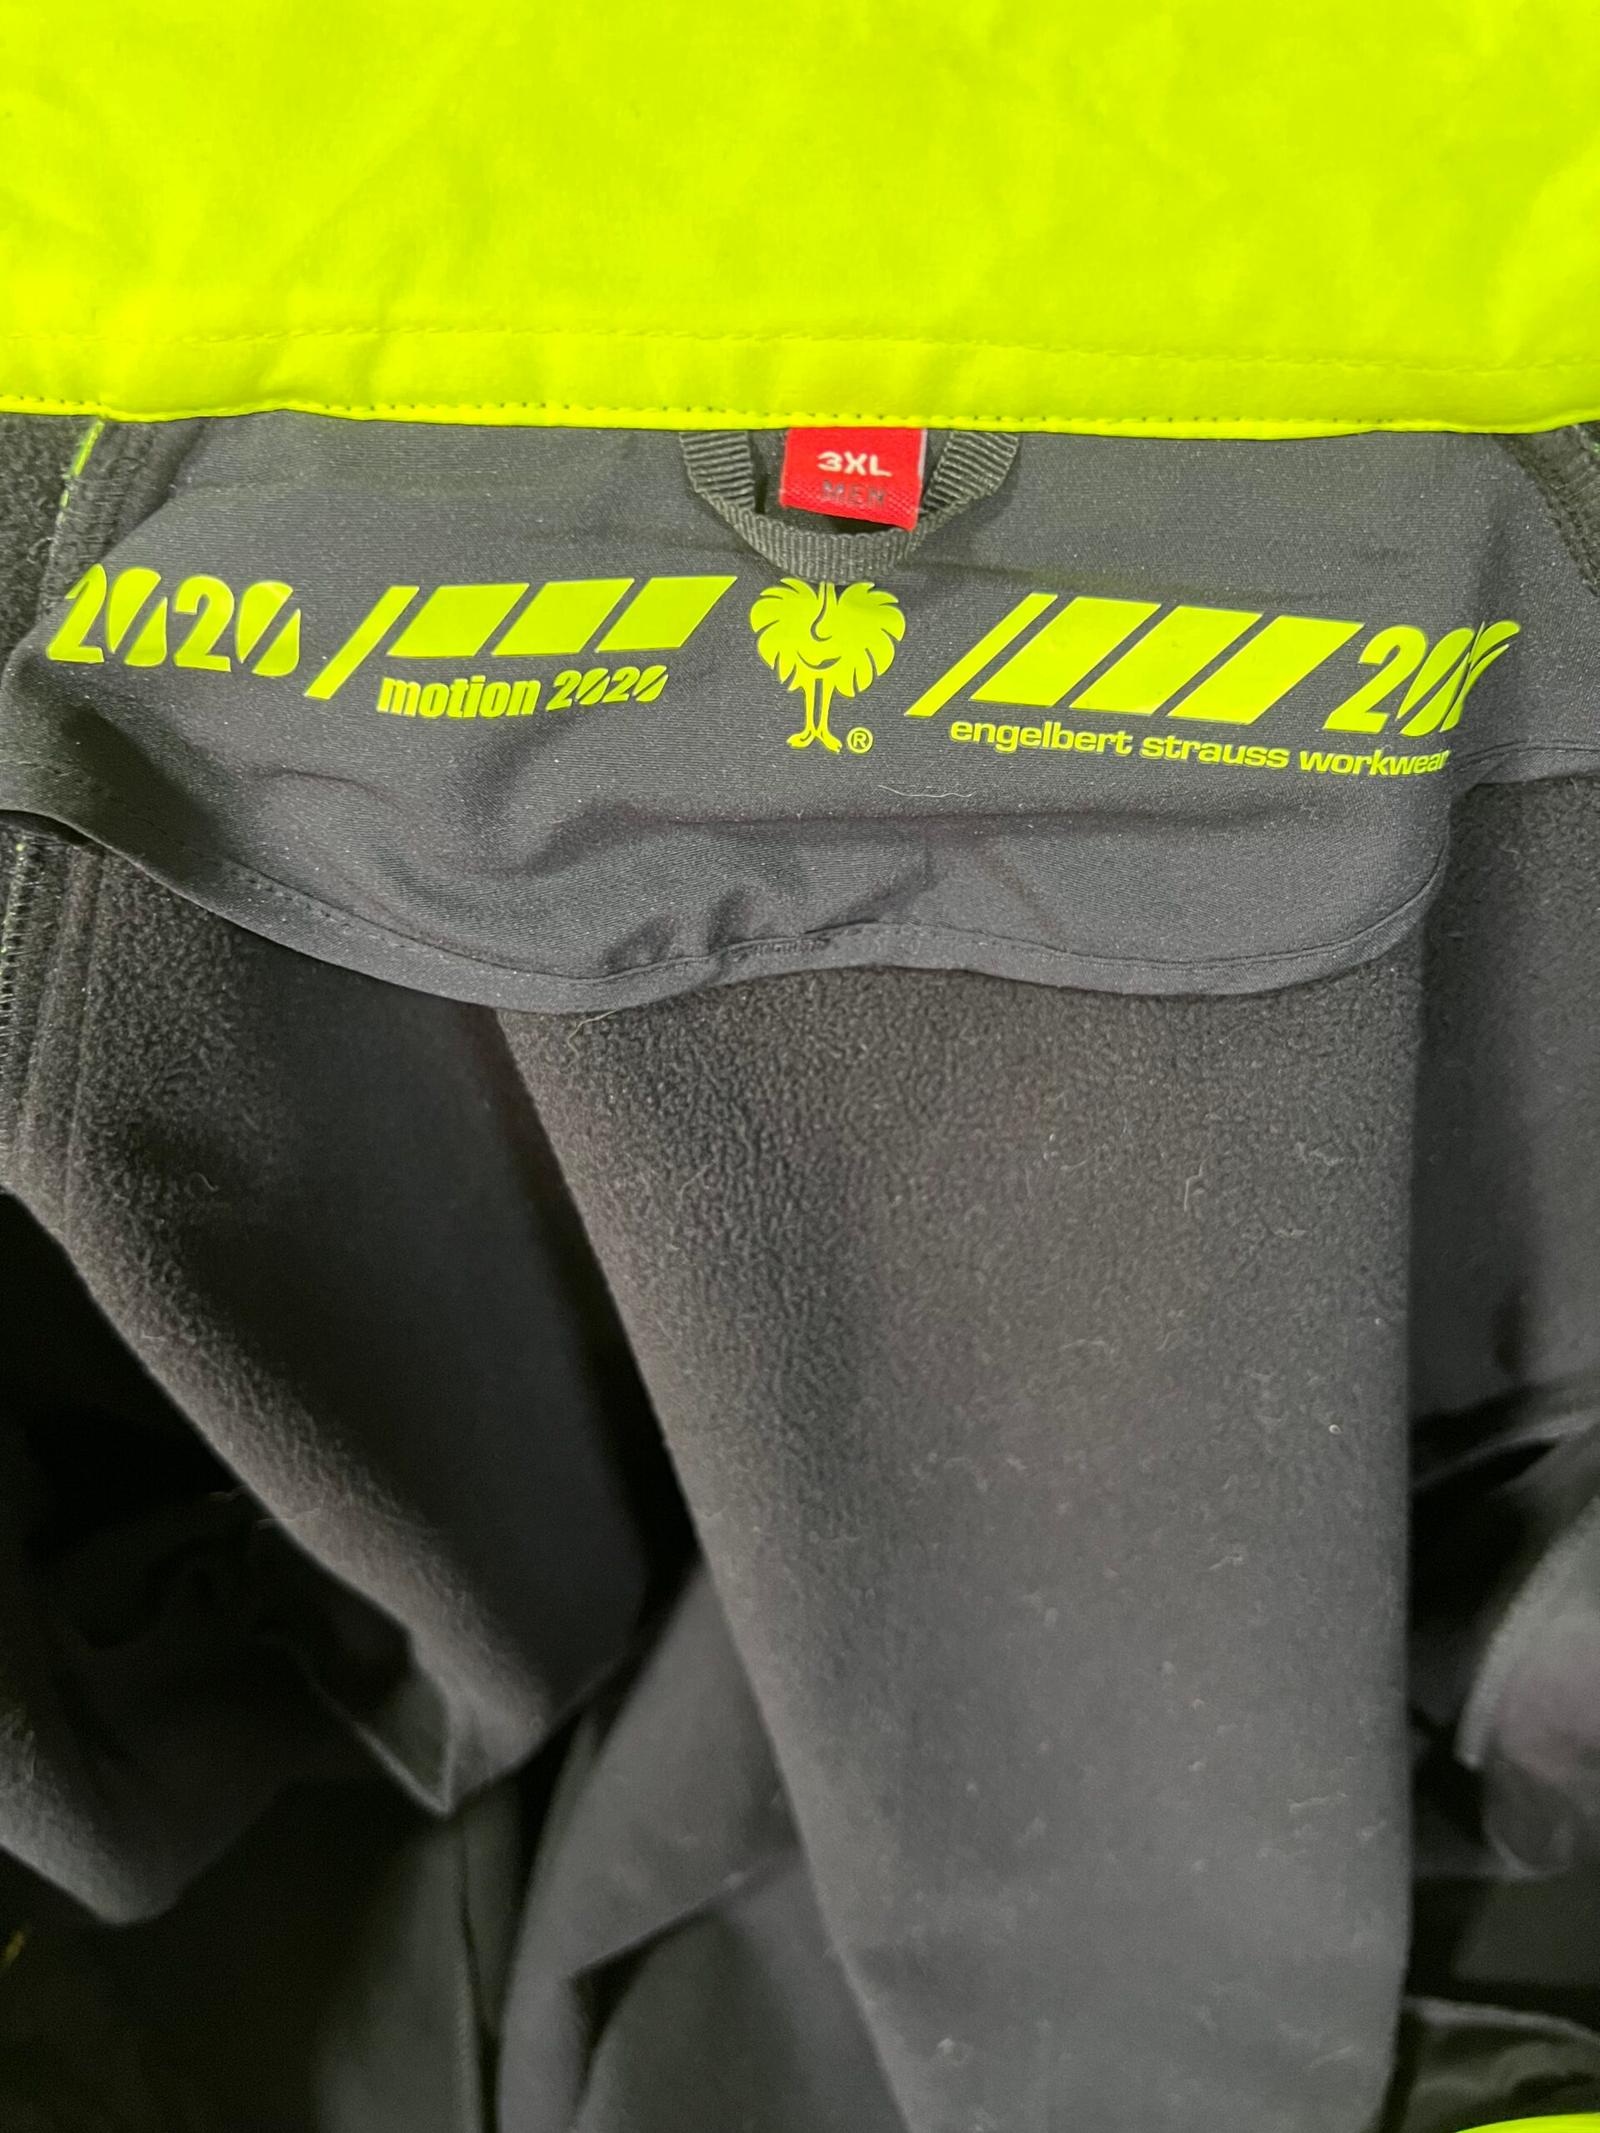 3XL
MEN
2020
motion 2020
®
engelbert strauss workwear